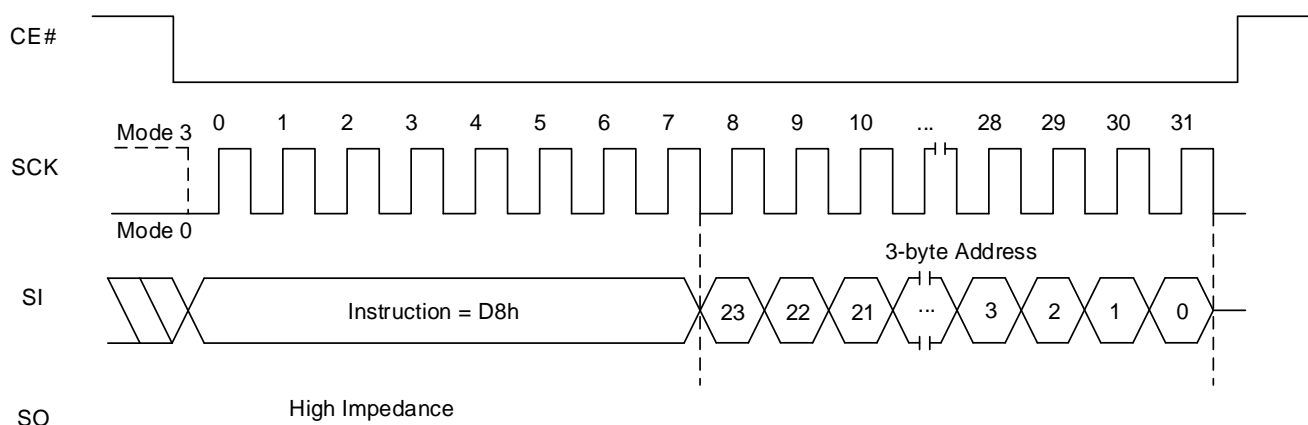 CE#
0 1 2 3 4 5 6 7 8 9 10 ... 28 29 30 31
Mode 3
SCK
Mode 0
3-byte Address
SI
Instruction = D8h
23 22 21 ... 3 2 1 0
High Impedance
SO